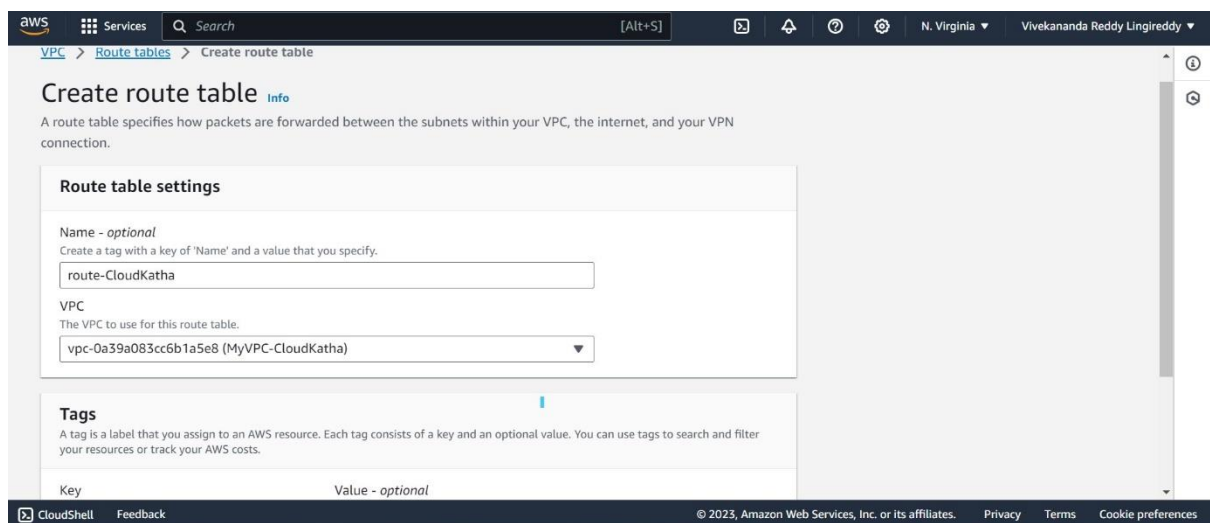 aws Services Search [Alt+S] N. Virginia Vivekananda Reddy Lingireddy
VPC > Route tables > Create route table
Create route table Info
A route table specifies how packets are forwarded between the subnets within your VPC, the internet, and your VPN
connection.
Route table settings
Name - optional
Create a tag with a key of 'Name' and a value that you specify.
route-CloudKatha
VPC
The VPC to use for this route table.
vpc-0a39a083cc6b1a5e8 (MyVPC-CloudKatha)
Tags
A tag is a label that you assign to an AWS resource. Each tag consists of a key and an optional value. You can use tags to search and filter
your resources or track your AWS costs.
Key Value - optional
CloudShell Feedback © 2023, Amazon Web Services, Inc. or its affiliates. Privacy Terms Cookie preferences